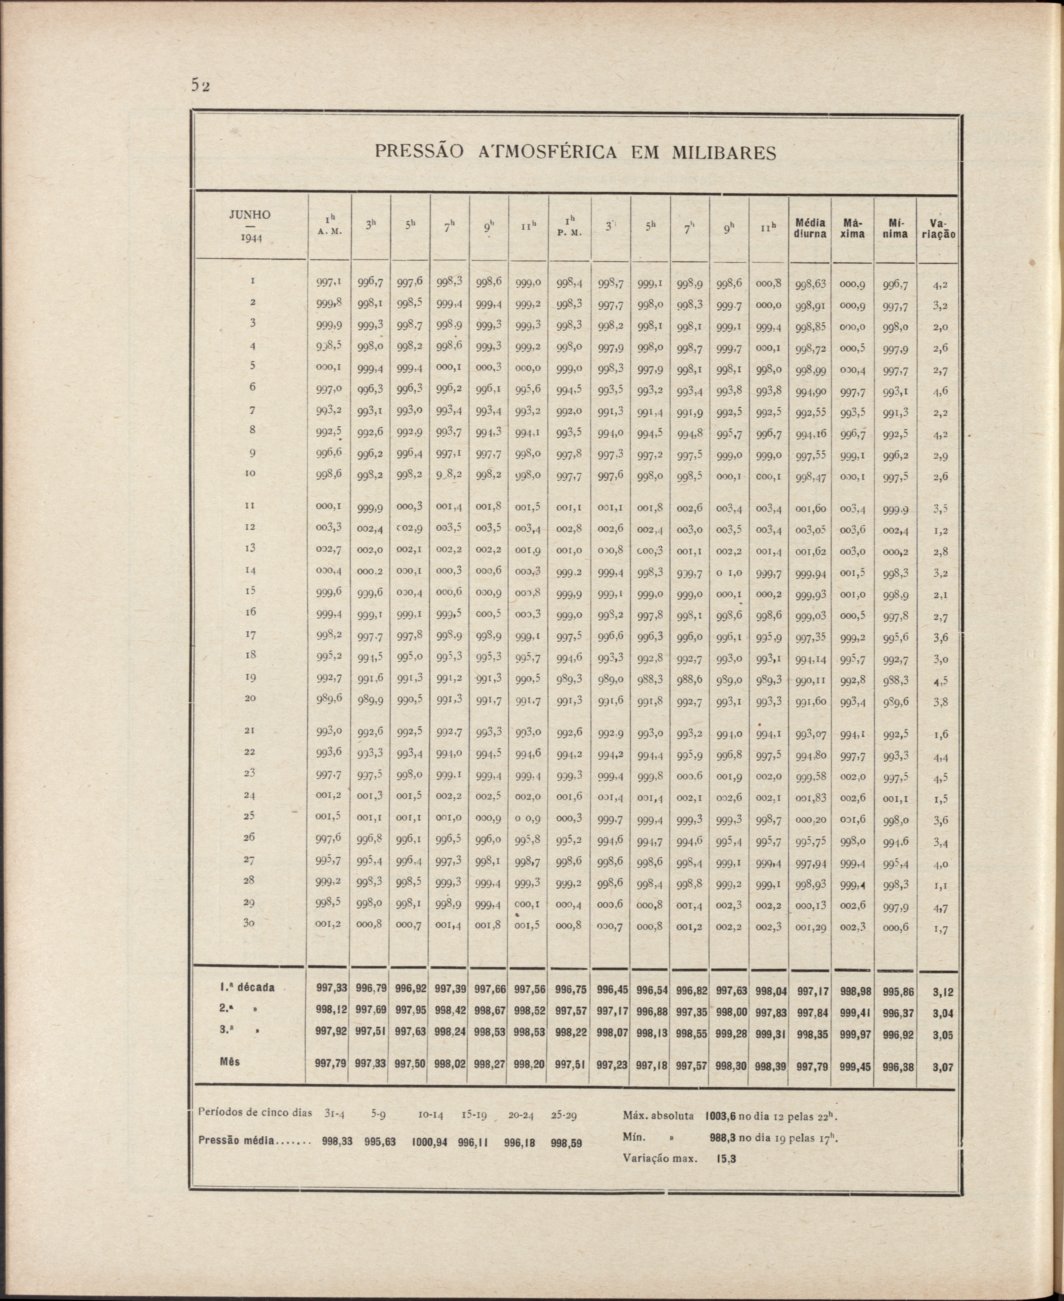 52
PRESSÃO ATMOSFÉRICA EM MILIBARES
JUNHO — 1944 1h A. M. 3h 5h 7h 9h 11h 1h P. M. 3h 5h 7h 9h 11h Média diurna Má-xima Mí-nima Va-riação
1 997,1 996,7 997,6 998,3 998,6 999,0 998,4 998,7 999,1 998,9 998,6 000,8 998,63 000,9 996,7 4,2
2 999,8 998,1 998,5 999,4 999,4 999,2 998,3 997,7 998,0 998,3 999,7 000,0 998,91 000,9 997,7 3,2
3 999,9 999,3 998,7 998,9 999,3 999,3 998,3 998,2 998,1 998,1 999,1 999,4 998,85 000,0 998,0 2,0
4 998,5 998,0 998,2 998,6 999,3 999,2 998,0 997,9 998,0 998,7 999,7 000,1 998,72 000,5 997,9 2,6
5 000,1 999,4 999,4 000,1 000,3 000,0 999,0 998,3 997,9 998,1 998,1 998,0 998,99 000,4 997,7 2,7
6 997,0 996,3 996,3 996,2 996,1 995,6 994,5 993,5 993,2 993,4 993,8 993,8 994,90 997,7 993,1 4,6
7 993,2 993,1 993,0 993,4 993,4 993,2 992,0 991,3 991,4 991,9 992,5 992,5 992,55 993,5 991,3 2,2
8 992,5 992,6 992,9 993,7 994,3 994,1 993,5 994,0 994,5 994,8 995,7 996,7 994,16 996,7 992,5 4,2
9 996,6 996,2 996,4 997,1 997,7 998,0 997,8 997,3 997,2 997,5 999,0 999,0 997,55 999,1 996,2 2,9
10 998,6 998,2 998,2 9 8,2 998,2 998,0 997,7 997,6 998,0 998,5 000,1 000,1 998,47 000,1 997,5 2,6
11 000,1 999,9 000,3 001,4 001,8 001,5 001,1 001,1 001,8 002,6 003,4 003,4 001,60 003,4 999,9 3,5
12 003,3 002,4 002,9 003,5 003,5 003,4 002,8 002,6 002,4 003,0 003,5 003,4 003,05 003,6 002,4 1,2
13 002,7 002,0 002,1 002,2 002,2 001,9 001,0 000,8 000,3 001,1 002,2 001,4 001,62 003,0 000,2 2,8
14 000,4 000,2 000,1 000,3 000,6 000,3 999,2 999,4 998,3 999,7 0 1,0 999,7 999,94 001,5 998,3 3,2
15 999,6 999,6 000,4 000,6 000,9 000,8 999,9 999,1 999,0 999,0 000,1 000,2 999,93 001,0 998,9 2,1
16 999,4 999,1 999,1 999,5 000,5 000,3 999,0 998,2 997,8 998,1 998,6 998,6 999,03 000,5 997,8 2,7
17 998,2 997,7 997,8 998,9 998,9 999,1 997,5 996,6 996,3 996,0 996,1 995,9 997,35 999,2 995,6 3,6
18 995,2 994,5 995,0 995,3 995,3 995,7 994,6 993,3 992,8 992,7 993,0 993,1 994,14 995,7 992,7 3,0
19 992,7 991,6 991,3 991,2 991,3 990,5 989,3 989,0 988,3 988,6 989,0 989,3 990,11 992,8 988,3 4,5
20 989,6 989,9 990,5 991,3 991,7 991,7 991,3 991,6 991,8 992,7 993,1 993,3 991,60 993,4 989,6 3,8
21 993,0 992,6 992,5 992,7 993,3 993,0 992,6 992,9 993,0 993,2 994,0 994,1 993,07 994,1 992,5 1,6
22 993,6 993,3 993,4 994,0 994,5 994,6 994,2 994,2 994,4 995,9 996,8 997,5 994,80 997,7 993,3 4,4
23 997,7 997,5 998,0 999,1 999,4 999,4 999,3 999,4 999,8 000,6 001,9 002,0 999,58 002,0 997,5 4,5
24 001,2 001,3 001,5 002,2 002,5 002,0 001,6 001,4 001,4 002,1 002,6 002,1 001,83 002,6 001,1 1,5
25 001,5 001,1 001,1 001,0 000,9 0 0,9 000,3 999,7 999,4 999,3 999,3 998,7 000,20 001,6 998,0 3,6
26 997,6 996,8 996,1 996,5 996,0 995,8 995,2 994,6 994,7 994,6 995,4 995,7 995,75 998,0 994,6 3,4
27 995,7 995,4 996,4 997,3 998,1 998,7 998,6 998,6 998,6 998,4 999,1 999,4 997,94 999,4 995,4 4,0
28 999,2 998,3 998,5 999,3 999,4 999,3 999,2 998,6 998,4 998,8 999,2 999,1 998,93 999,4 998,3 1,1
29 998,5 998,0 998,1 998,9 999,4 000,1 000,4 000,6 000,8 001,4 002,3 002,2 000,13 002,6 997,9 4,7
30 001,2 000,8 000,7 001,4 001,8 001,5 000,8 000,7 000,8 001,2 002,2 002,3 001,29 002,3 000,6 1,7
1.ª década 997,33 996,79 996,92 997,39 997,66 997,56 996,75 996,45 996,54 996,82 997,63 998,04 997,17 998,98 995,86 3,12
2.ª » 998,12 997,69 997,95 998,42 998,67 998,52 997,57 997,17 996,88 997,35 998,00 997,83 997,84 999,41 996,37 3,04
3.ª » 997,92 997,51 997,63 998,24 998,53 998,53 998,22 998,07 998,13 998,55 999,28 999,31 998,35 999,97 996,92 3,05
Mês 997,79 997,33 997,50 998,02 998,27 998,20 997,51 997,23 997,18 997,57 998,30 998,39 997,79 999,45 996,38 3,07
Períodos de cinco dias 31-4 5-9 10-14 15-19 20-24 25-29 Máx. absoluta 1003,6 no dia 12 pelas 22h.
Pressão média....... 998,33 995,63 1000,94 996,11 996,18 998,59 Mín. » 988,3 no dia 19 pelas 17h.
Variação max. 15,3